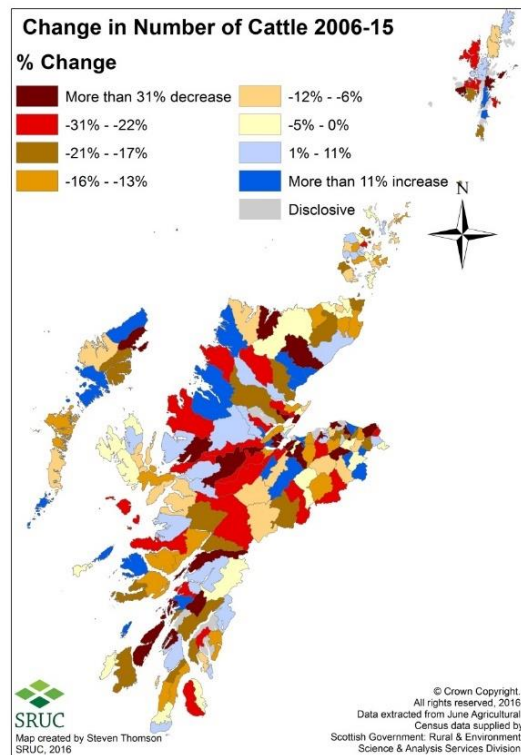 Change in Number of Cattle 2006-15
% Change
More than 31% decrease
-31% - -22%
-21% - -17%
-16% - -13%
-12% - -6%
-5% - 0%
1% - 11%
More than 11% increase
Disclosive
N
SRUC
Map created by Steven Thomson
SRUC, 2016
© Crown Copyright.
All rights reserved, 2016
Data extracted from June Agricultural
Census data supplied by
Scottish Government: Rural & Environment
Science & Analysis Services Division